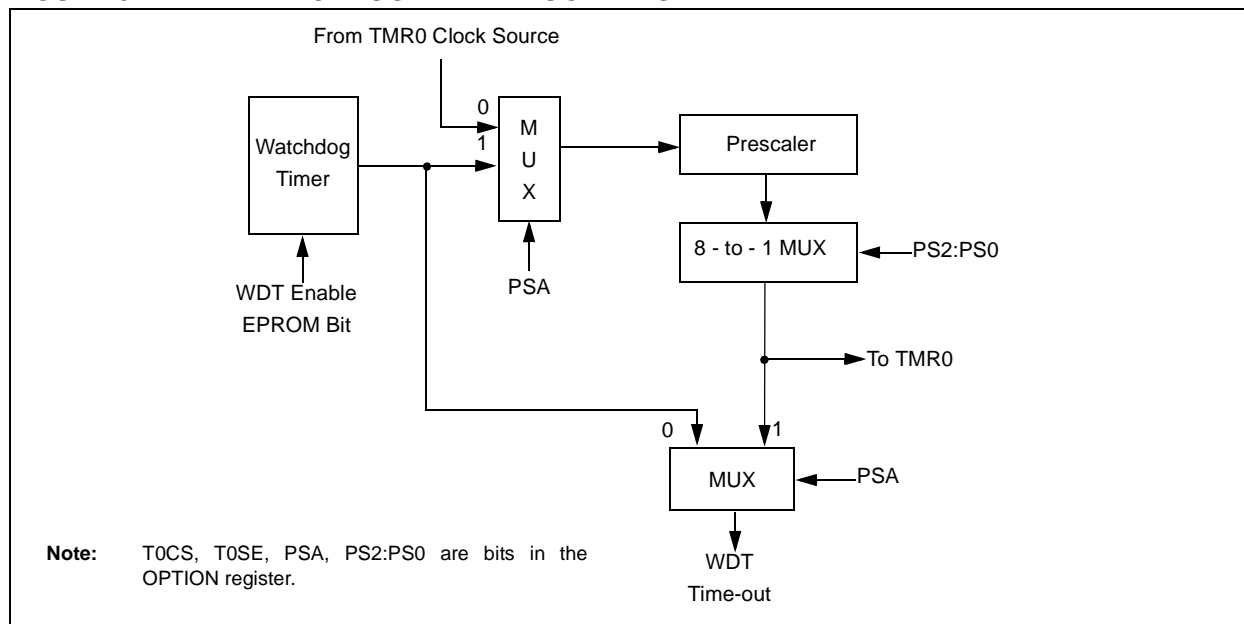 From TMR0 Clock Source
0
1
M
U
X
Watchdog
Timer
Prescaler
8 - to - 1 MUX
PS2:PS0
PSA
WDT Enable
EPROM Bit
To TMR0
0
1
MUX
PSA
Note: T0CS, T0SE, PSA, PS2:PS0 are bits in the
OPTION register.
WDT
Time-out